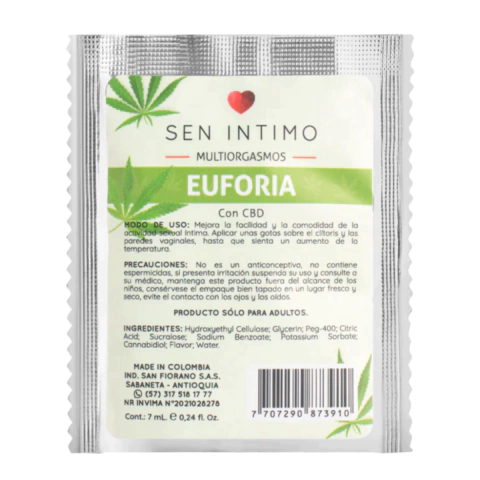 SEN INTIMO
MULTIORGASMOS
EUFORIA
Con CBD
MODO DE USO: Mejora la facilidad y la comodidad de la
actividad sexual íntima. Aplicar unas gotas sobre el clítoris y las
paredes vaginales, hasta que sienta un aumento de la
temperatura.
PRECAUCIONES: No es un anticonceptivo, no contiene
espermicidas, si presenta irritación suspenda su uso y consulte a
su médico, mantenga este producto fuera del alcance de los
niños, consérvese el empaque bien tapado en un lugar fresco y
seco, evite el contacto con los ojos y los oídos.
PRODUCTO SÓLO PARA ADULTOS.
INGREDIENTES: Hydroxyethyl Cellulose; Glycerin; Peg-400; Citric
Acid; Sucralose; Sodium Benzoate; Potassium Sorbate;
Cannabidiol; Flavor; Water.
MADE IN COLOMBIA
IND. SAN FIORANO S.A.S.
SABANETA - ANTIOQUIA
(57) 317 518 17 77
NR INVIMA N°2021028278
Cont.: 7 mL ℮ 0,24 fl. Oz.
7 707290 873910